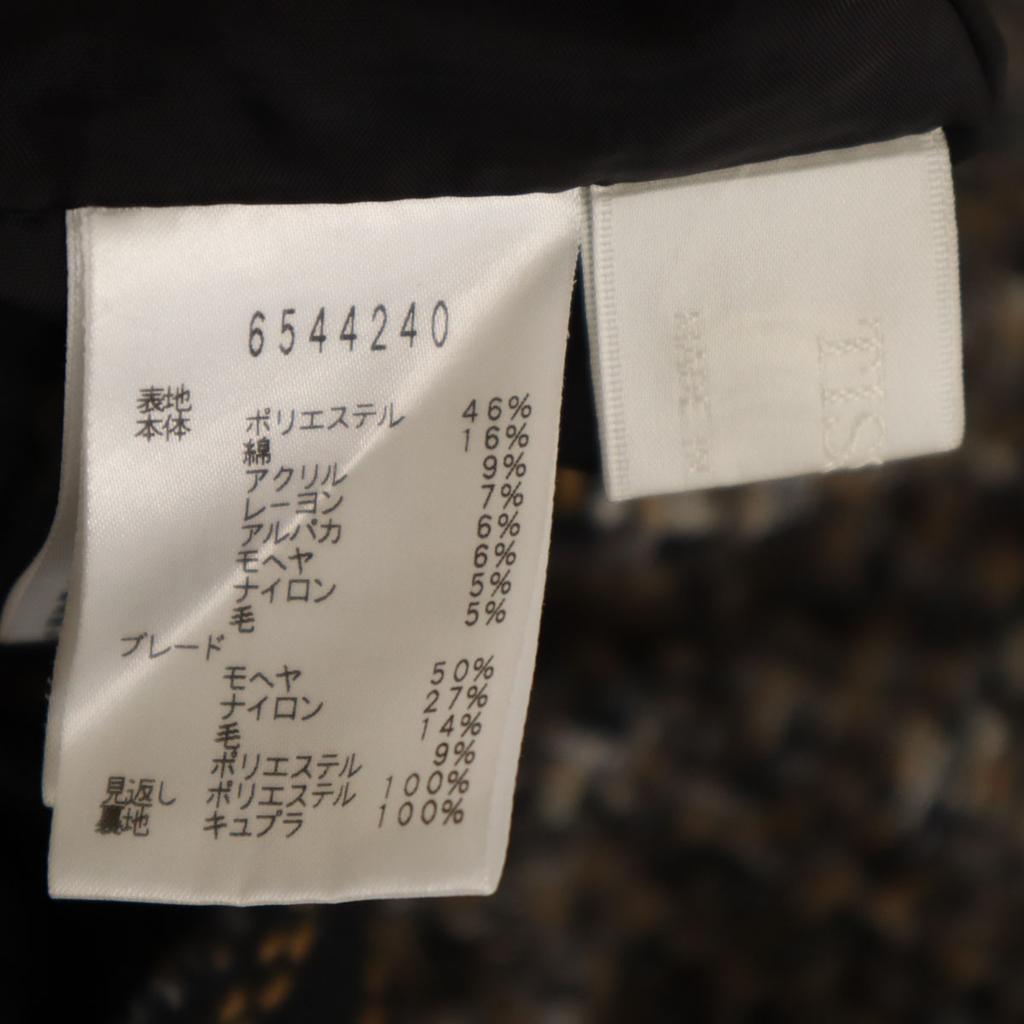 6544240
表地
本体 ポリエステル 46%
綿 16%
アクリル 9%
レーヨン 7%
アルパカ 6%
モヘヤ 6%
ナイロン 5%
毛 5%
ブレード
モヘヤ 50%
ナイロン 27%
毛 14%
ポリエステル 9%
見返し ポリエステル 100%
裏地 キュプラ 100%